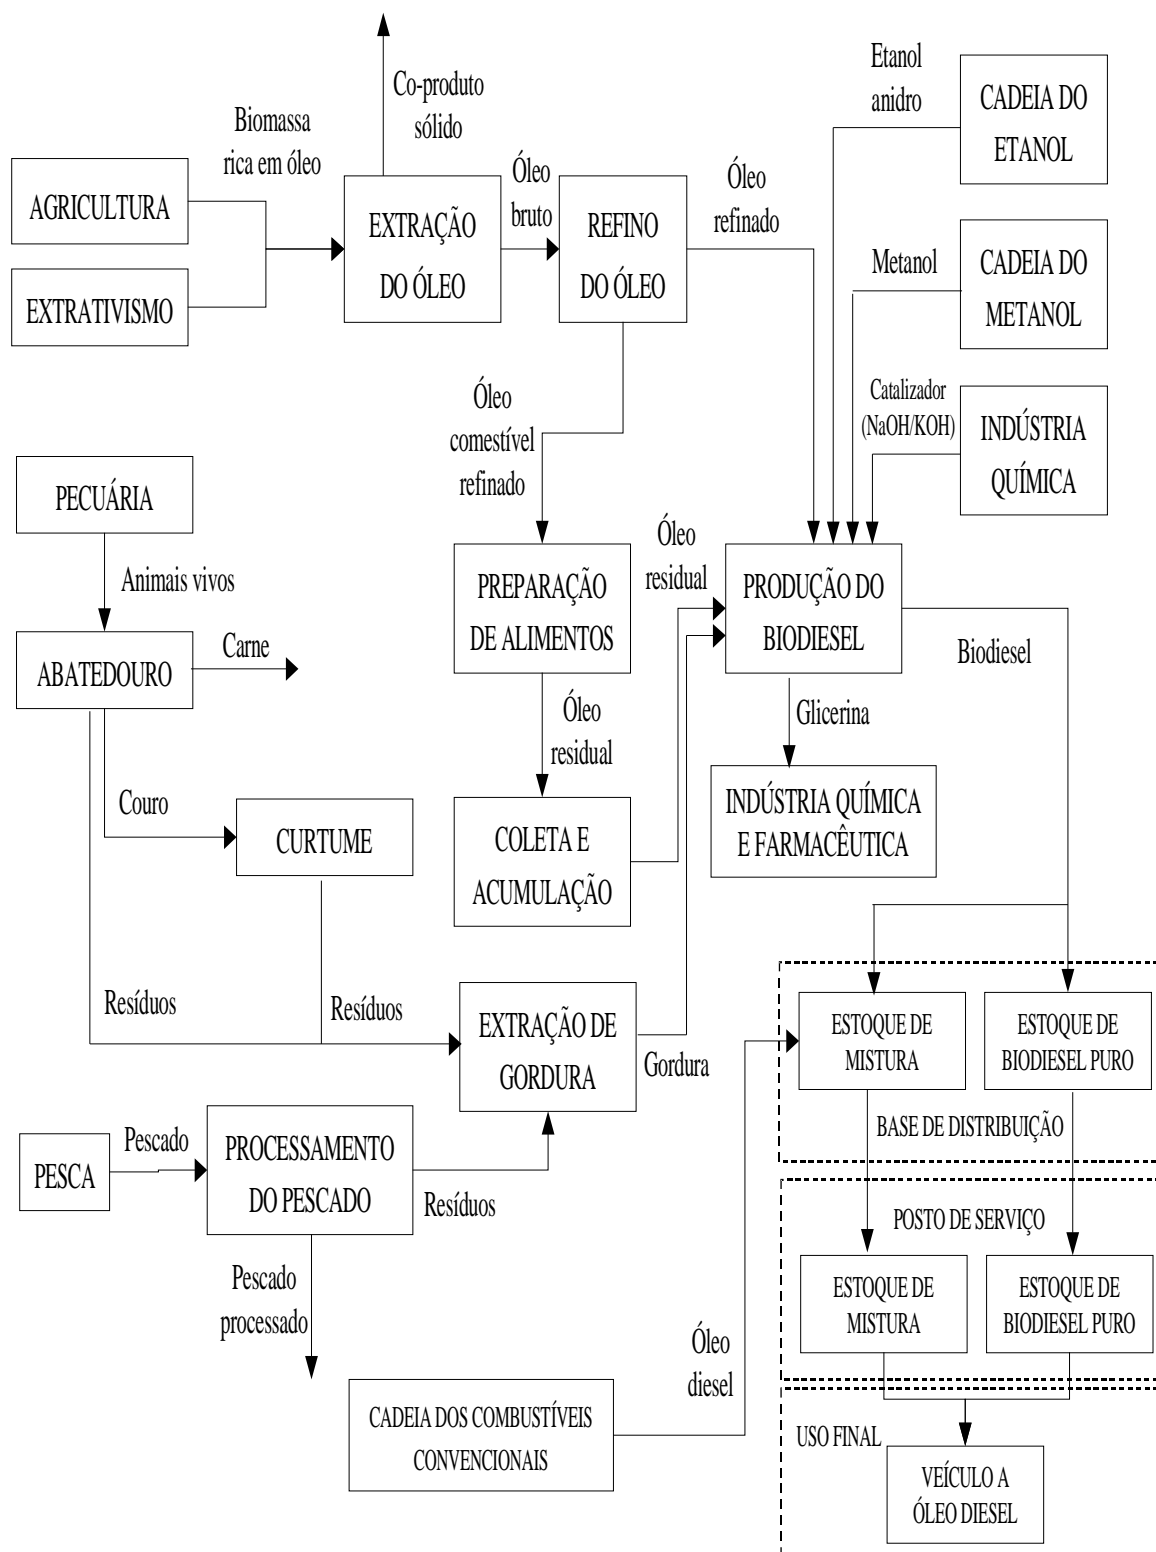 Co-produto
sólido
Etanol
anidro
CADEIA DO
ETANOL
Biomassa
rica em óleo
AGRICULTURA
EXTRATIVISMO
EXTRAÇÃO
DO ÓLEO
Óleo
bruto
REFINO
DO ÓLEO
Óleo
refinado
Metanol
CADEIA DO
METANOL
Catalizador
(NaOH/KOH)
INDÚSTRIA
QUÍMICA
Óleo
comestível
refinado
PECUÁRIA
Animais vivos
ABATEDOURO
Carne
PREPARAÇÃO
DE ALIMENTOS
Óleo
residual
PRODUÇÃO DO
BIODIESEL
Biodiesel
Óleo
residual
Glicerina
INDÚSTRIA QUÍMICA
E FARMACÊUTICA
Couro
CURTUME
COLETA E
ACUMULAÇÃO
Resíduos
Resíduos
EXTRAÇÃO DE
GORDURA
Gordura
ESTOQUE DE
MISTURA
ESTOQUE DE
BIODIESEL PURO
BASE DE DISTRIBUIÇÃO
PESCA
Pescado
PROCESSAMENTO
DO PESCADO
Resíduos
Pescado
processado
POSTO DE SERVIÇO
ESTOQUE DE
MISTURA
ESTOQUE DE
BIODIESEL PURO
Óleo
diesel
CADEIA DOS COMBUSTÍVEIS
CONVENCIONAIS
USO FINAL
VEÍCULO A
ÓLEO DIESEL